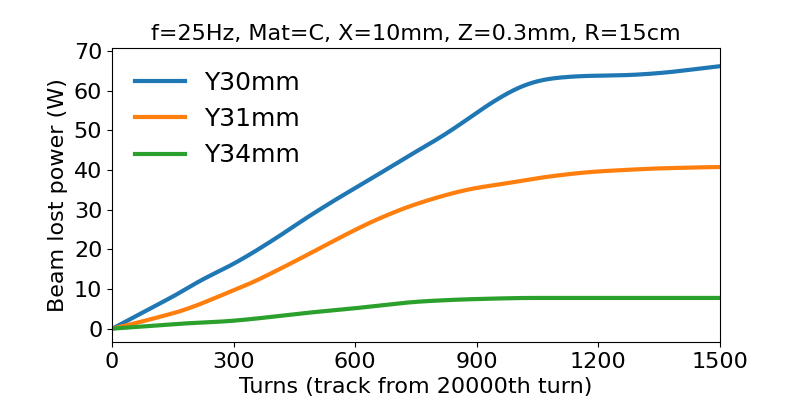 f=25Hz, Mat=C, X=10mm, Z=0.3mm, R=15cm
Beam lost power (W)
70
60
50
40
30
20
10
0
Y30mm
Y31mm
Y34mm
0 300 600 900 1200 1500
Turns (track from 20000th turn)